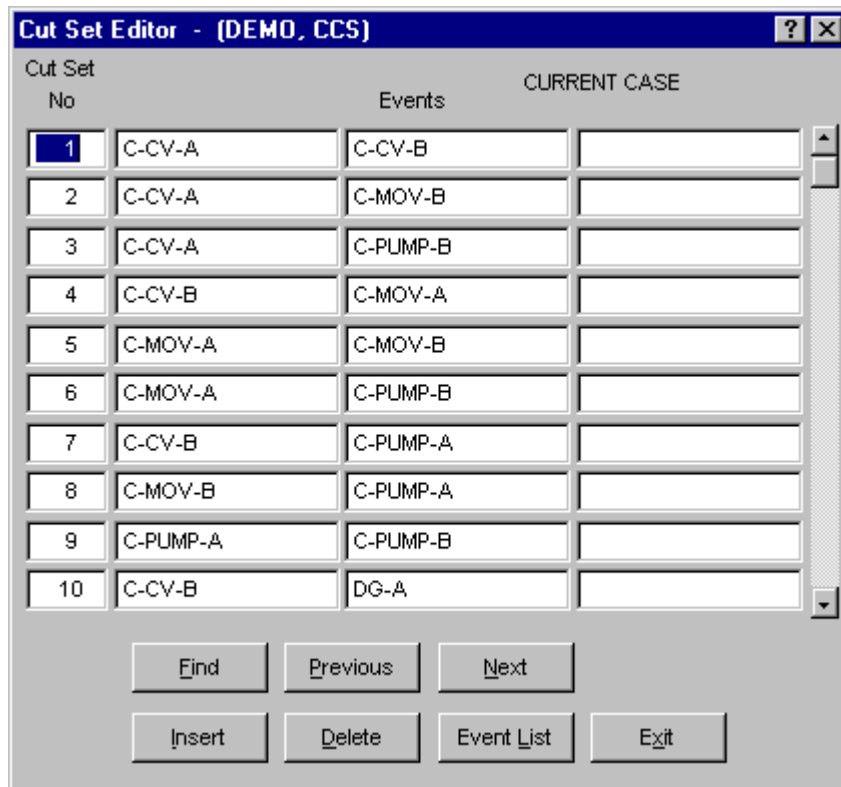 Cut Set Editor - (DEMO, CCS)
Cut Set
No
Events
CURRENT CASE
1 C-CV-A C-CV-B
2 C-CV-A C-MOV-B
3 C-CV-A C-PUMP-B
4 C-CV-B C-MOV-A
5 C-MOV-A C-MOV-B
6 C-MOV-A C-PUMP-B
7 C-CV-B C-PUMP-A
8 C-MOV-B C-PUMP-A
9 C-PUMP-A C-PUMP-B
10 C-CV-B DG-A
Find Previous Next
Insert Delete Event List Exit